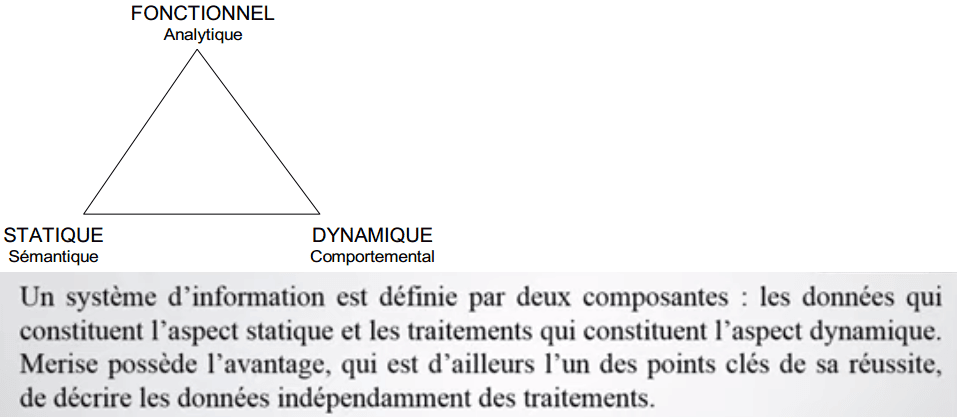 FONCTIONNEL
Analytique
STATIQUE
Sémantique
DYNAMIQUE
Comportemental
Un système d'information est définie par deux composantes : les données qui
constituent l'aspect statique et les traitements qui constituent l'aspect dynamique.
Merise possède l'avantage, qui est d'ailleurs l'un des points clés de sa réussite,
de décrire les données indépendamment des traitements.